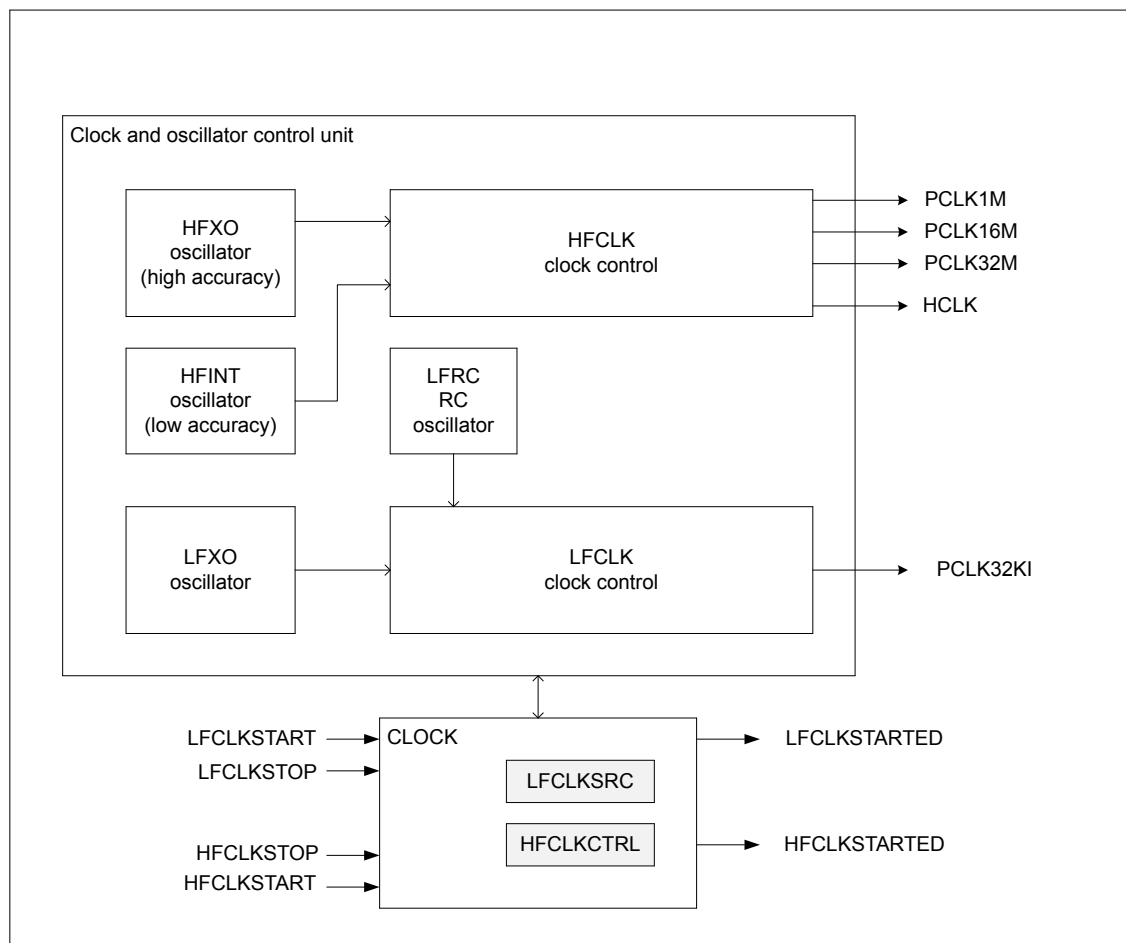 Clock and oscillator control unit
HFXO
oscillator
(high accuracy)
HFCLK
clock control
PCLK1M
PCLK16M
PCLK32M
HCLK
HFINT
oscillator
(low accuracy)
LFRC
RC
oscillator
LFXO
oscillator
LFCLK
clock control
PCLK32KI
LFCLKSTART
LFCLKSTOP
HFCLKSTOP
HFCLKSTART
CLOCK
LFCLKSRC
HFCLKCTRL
LFCLKSTARTED
HFCLKSTARTED